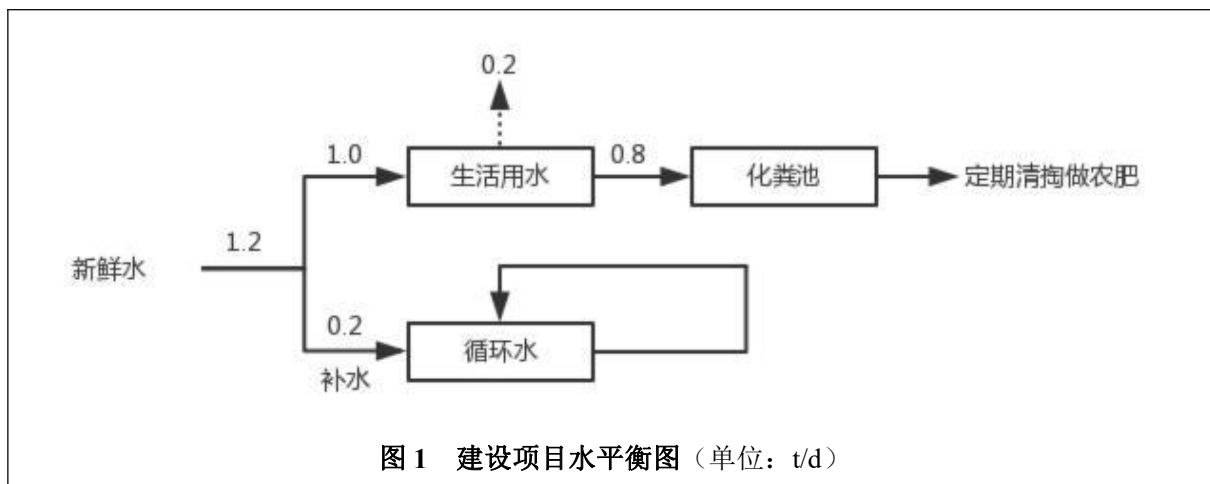 0.2
1.0
生活用水
0.8
化粪池
定期清掏做农肥
1.2
新鲜水
0.2
补水
循环水
图 1 建设项目水平衡图（单位：t/d）